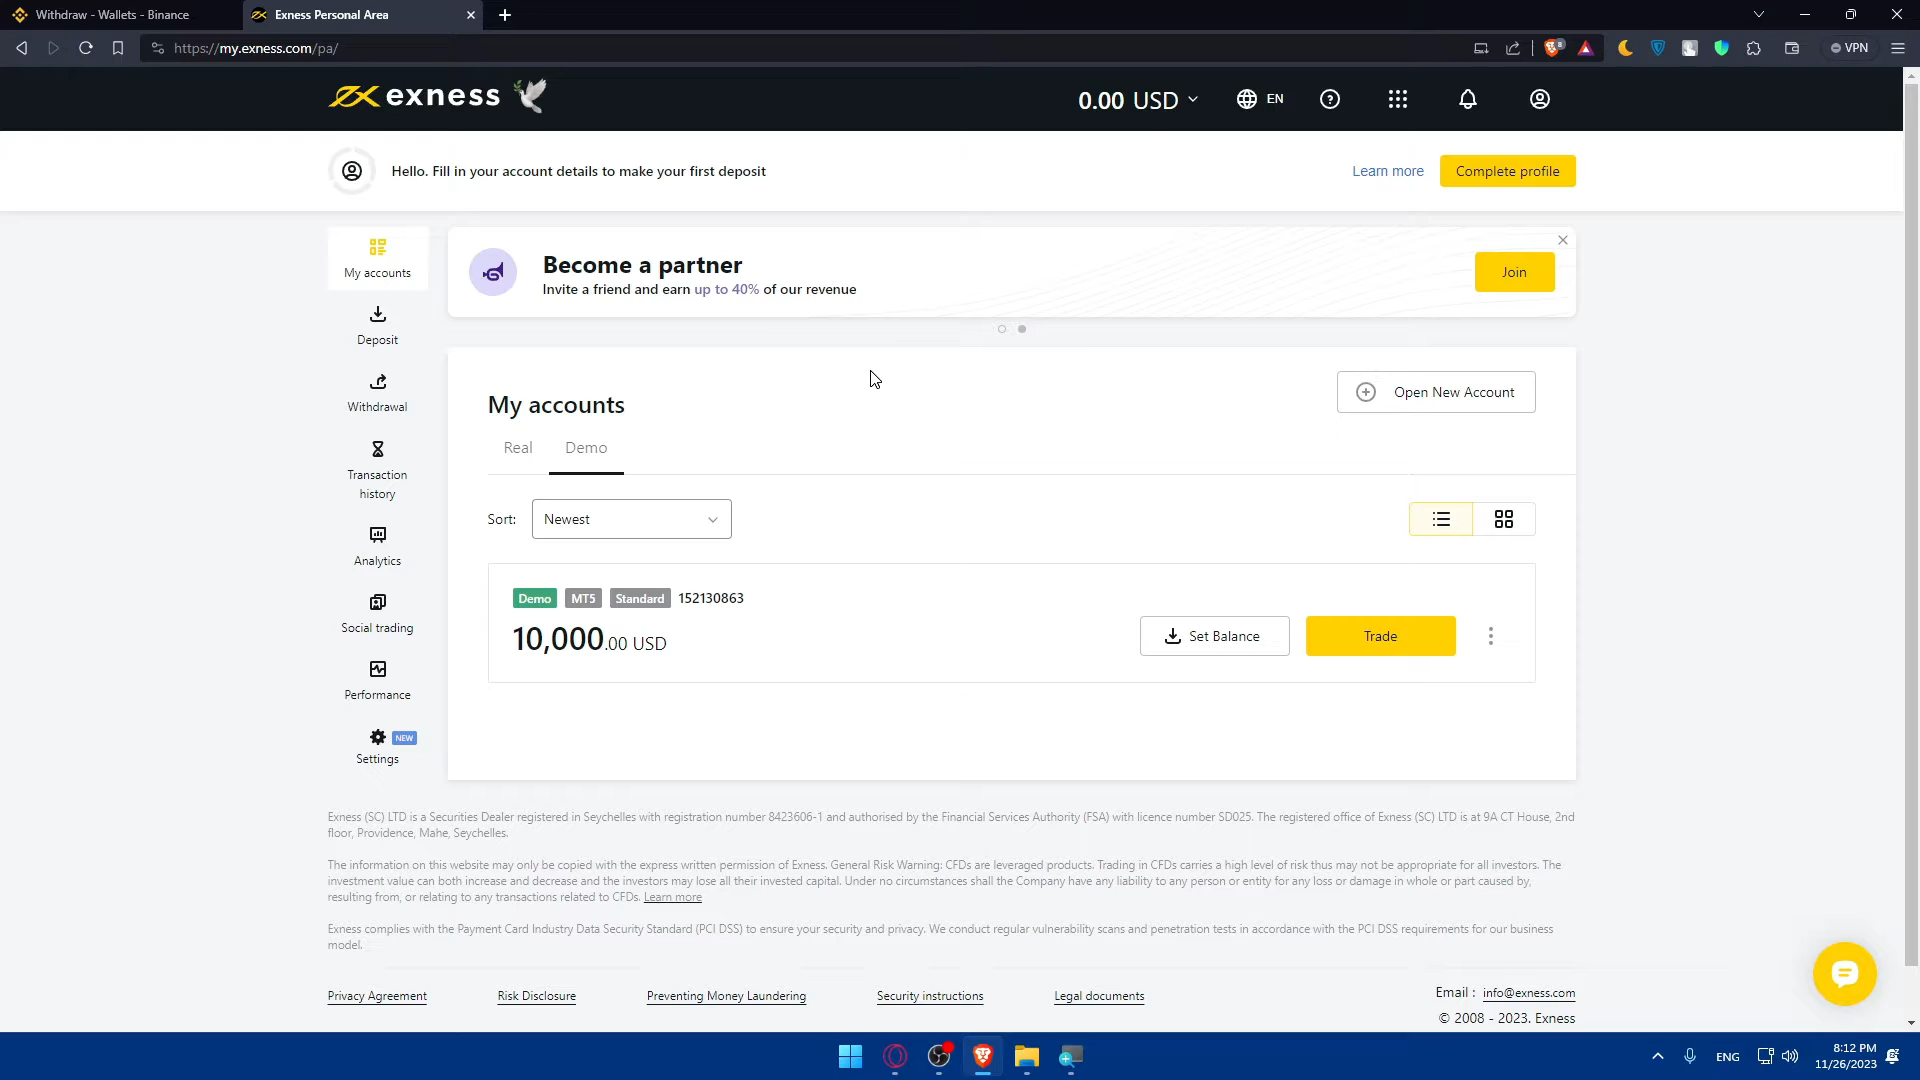 Withdraw - Wallets - Binance
Exness Personal Area
https://my.exness.com/pa/
8
VPN
exness
0.00 USD
EN
Hello. Fill in your account details to make your first deposit
Learn more
Complete profile
My accounts
Deposit
Withdrawal
Transaction
history
Analytics
Social trading
Performance
NEW
Settings
Become a partner
Invite a friend and earn up to 40% of our revenue
Join
My accounts
Open New Account
Real
Demo
Sort:
Newest
Demo MT5 Standard 152130863
10,000.00 USD
Set Balance
Trade
Exness (SC) LTD is a Securities Dealer registered in Seychelles with registration number 8423606-1 and authorised by the Financial Services Authority (FSA) with licence number SD025. The registered office of Exness (SC) LTD is at 9A CT House, 2nd
floor, Providence, Mahe, Seychelles.
The information on this website may only be copied with the express written permission of Exness. General Risk Warning: CFDs are leveraged products. Trading in CFDs carries a high level of risk thus may not be appropriate for all investors. The
investment value can both increase and decrease and the investors may lose all their invested capital. Under no circumstances shall the Company have any liability to any person or entity for any loss or damage in whole or part caused by,
resulting from, or relating to any transactions related to CFDs. Learn more
Exness complies with the Payment Card Industry Data Security Standard (PCI DSS) to ensure your security and privacy. We conduct regular vulnerability scans and penetration tests in accordance with the PCI DSS requirements for our business
model.
Privacy Agreement
Risk Disclosure
Preventing Money Laundering
Security instructions
Legal documents
Email : info@exness.com
© 2008 - 2023. Exness
ENG
8:12 PM
11/26/2023